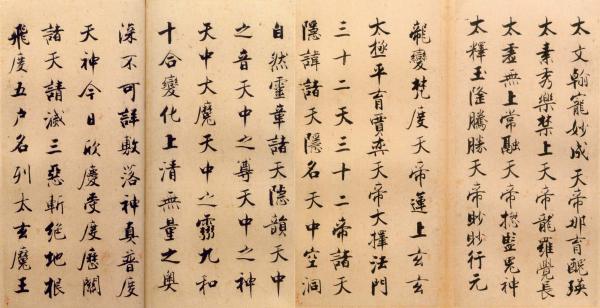 太文翰寵妙成天帝那育醜瑛
太素秀樂禁上天帝龍羅覺長
太虛無上常融天帝揔監鬼神
太釋玉隆騰勝天帝眇眇行元
龍變梵度天帝運上玄玄
太極平育賈奕天帝大擇法門
三十二天三十二帝諸天
隱諱諸天隱名天中空洞
自然靈章諸天隱韻天中
之音天中之尊天中之神
天中大魔天中之靈九和
十合變化上清無量之奧
深不可詳敷落神真普度
天神今日欣慶受度歷關
諸天請滅三惡斬絕地根
飛度五户名列太玄魔王